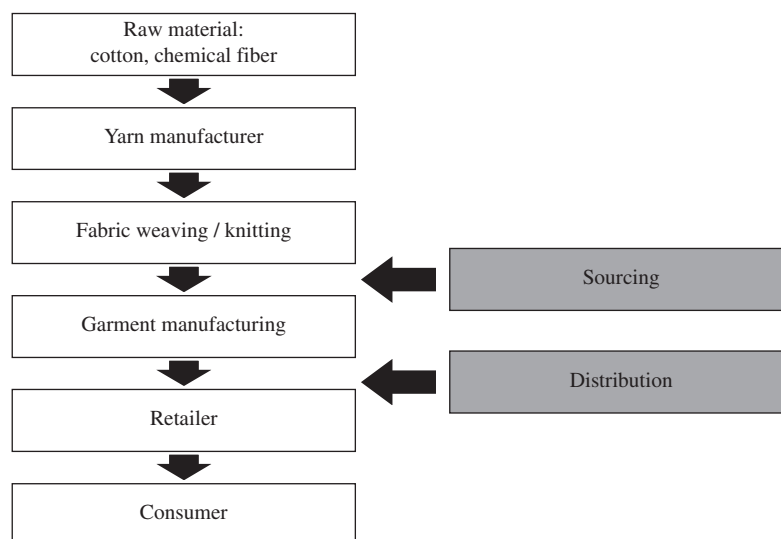 Raw material:
cotton, chemical fiber
Yarn manufacturer
Fabric weaving / knitting
Sourcing
Garment manufacturing
Distribution
Retailer
Consumer